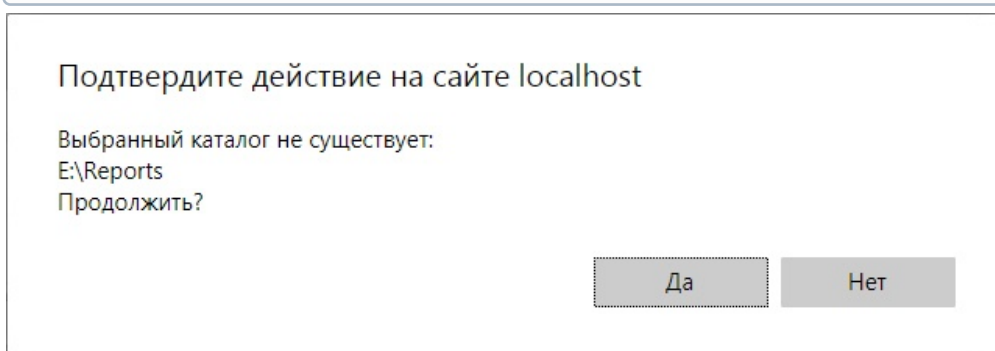 Подтвердите действие на сайте localhost
Выбранный каталог не существует:
E:\Reports
Продолжить?
Да Нет